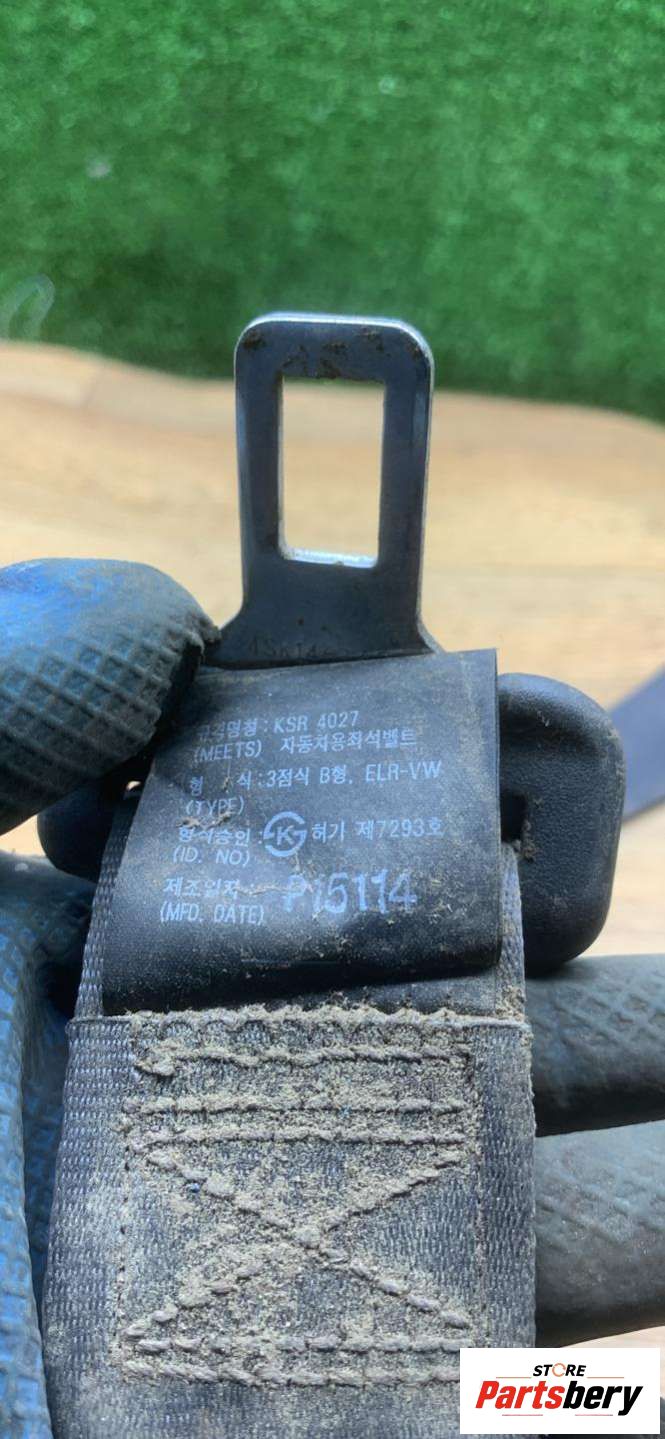 규격명칭 : KSR 4027
(MEETS) 자동차용좌석벨트
형 식 : 3점식 B형, ELR-VW
(TYPE)
형식승인 : 허가 제7293호
(ID. NO)
제조일자 :
(MFD. DATE)
STORE
Partsbery